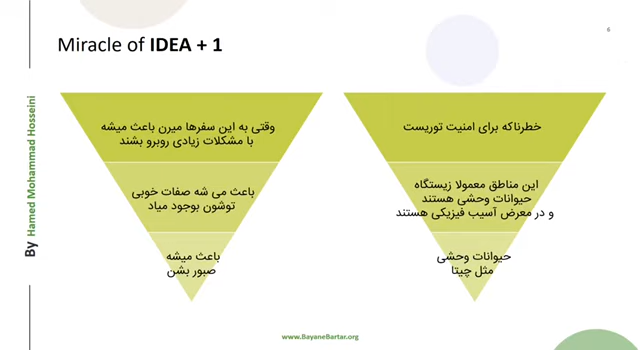 6
Miracle of IDEA + 1
By Hamed Mohammad Hosseini
وقتی به این سفرها میرن باعث میشه
با مشکلات زیادی روبرو بشند
باعث می شه صفات خوبی
توشون بوجود میاد
باعث میشه
صبور بشن
خطرناکه برای امنیت توریست
این مناطق معمولا زیستگاه
حیوانات وحشی هستند
و در معرض آسیب فیزیکی هستند
حیوانات وحشی
مثل چیتا
www.BayaneBartar.org